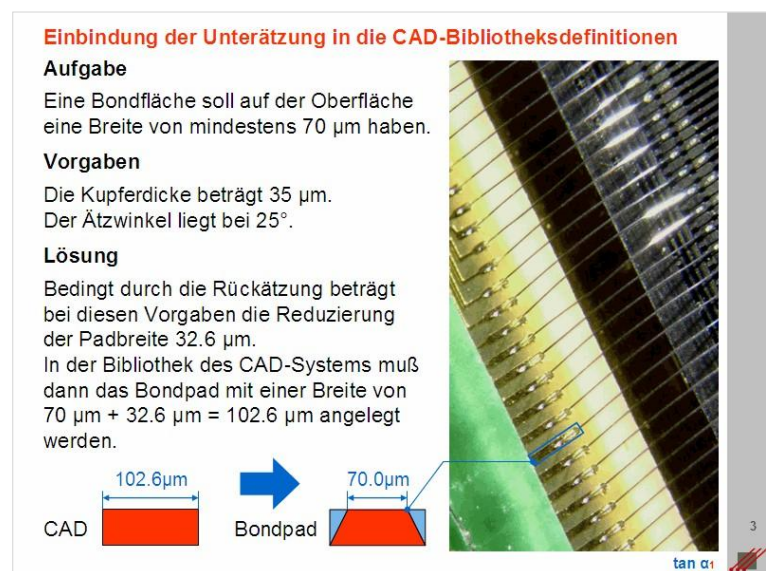 Einbindung der Unterätzung in die CAD-Bibliotheksdefinitionen
Aufgabe
Eine Bondfläche soll auf der Oberfläche
eine Breite von mindestens 70 µm haben.
Vorgaben
Die Kupferdicke beträgt 35 µm.
Der Ätzwinkel liegt bei 25°.
Lösung
Bedingt durch die Rückätzung beträgt
bei diesen Vorgaben die Reduzierung
der Padbreite 32.6 µm.
In der Bibliothek des CAD-Systems muß
dann das Bondpad mit einer Breite von
70 µm + 32.6 µm = 102.6 µm angelegt
werden.
102.6µm
70.0µm
CAD
Bondpad
3
tan α1